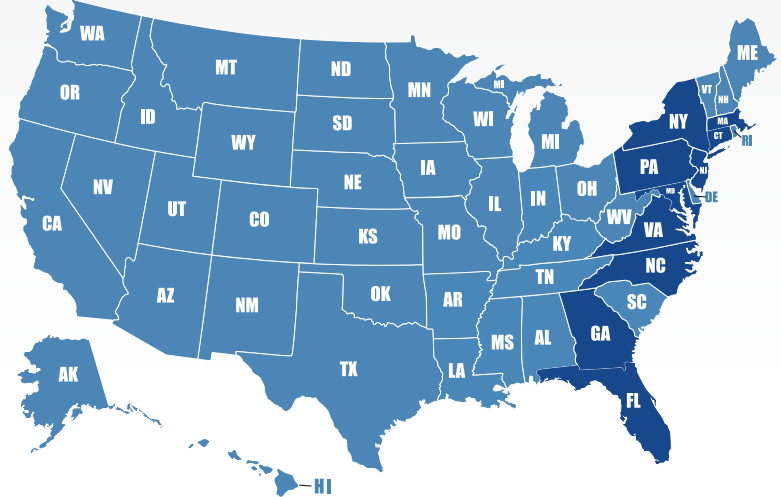 WA
ME
MT
ND
MN
VT
MI
OR
NH
ID
SD
WI
NY
MA
CT
MI
RI
WY
IA
PA
NJ
NE
OH
NV
MD
DE
UT
IN
IL
CO
WV
CA
VA
KS
MO
KY
NC
TN
AZ
OK
NM
AR
SC
GA
MS
AL
TX
LA
AK
FL
HI